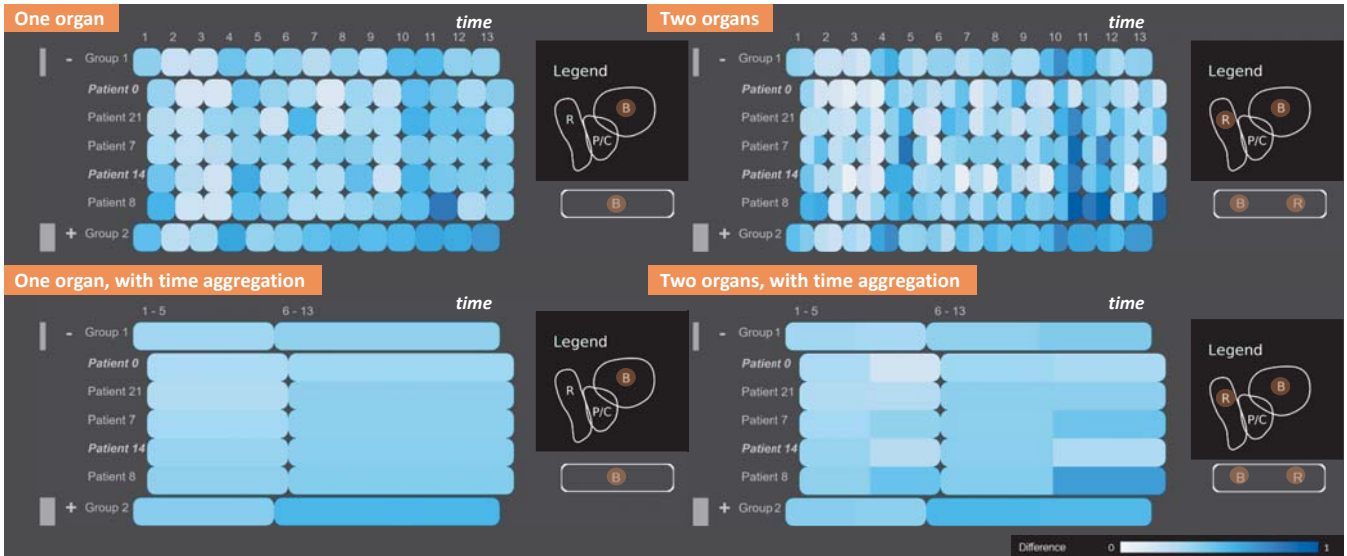 One organ
time
Two organs
time
1 2 3 4 5 6 7 8 9 10 11 12 13
1 2 3 4 5 6 7 8 9 10 11 12 13
- Group 1
Patient 0
Patient 21
Patient 7
Patient 14
Patient 8
+ Group 2
Legend
R
B
P/C
B
- Group 1
Patient 0
Patient 21
Patient 7
Patient 14
Patient 8
+ Group 2
Legend
R
B
P/C
B R
One organ, with time aggregation
time
Two organs, with time aggregation
time
1 - 5 6 - 13
1 - 5 6 - 13
- Group 1
Patient 0
Patient 21
Patient 7
Patient 14
Patient 8
+ Group 2
Legend
R
B
P/C
B
- Group 1
Patient 0
Patient 21
Patient 7
Patient 14
Patient 8
+ Group 2
Legend
R
B
P/C
B R
Difference 0 1